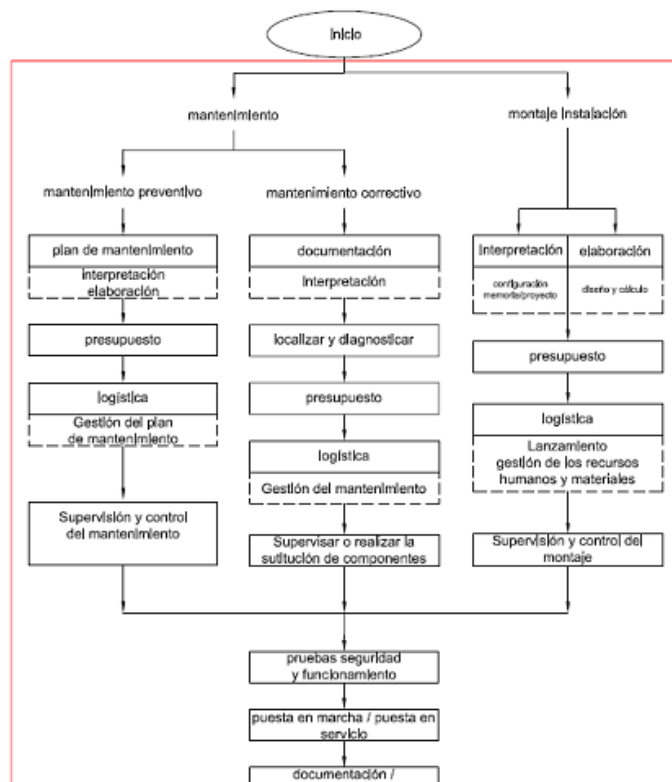 inicio
mantenimiento
montaje instalación
mantenimiento preventivo
mantenimiento correctivo
plan de mantenimiento
interpretación
elaboración
presupuesto
logística
Gestión del plan
de mantenimiento
Supervisión y control
del mantenimiento
documentación
Interpretación
localizar y diagnosticar
presupuesto
logística
Gestión del mantenimiento
Supervisar o realizar la
sutitución de componentes
interpretación
elaboración
configuración
memoria/proyecto
diseño y cálculo
presupuesto
logística
Lanzamiento
gestión de los recursos
humanos y materiales
Supervisión y control del
montaje
pruebas seguridad
y funcionamiento
puesta en marcha / puesta en
servicio
documentación /